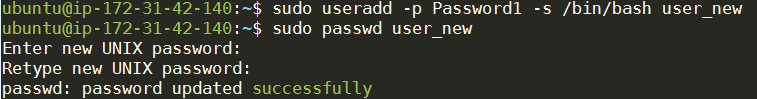 ubuntu@ip-172-31-42-140:~$ sudo useradd -p Password1 -s /bin/bash user_new
ubuntu@ip-172-31-42-140:~$ sudo passwd user_new
Enter new UNIX password:
Retype new UNIX password:
passwd: password updated successfully